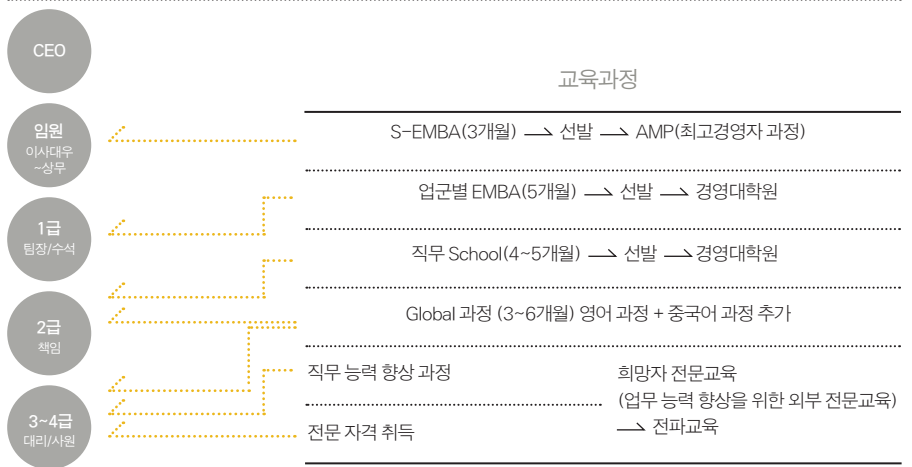 CEO
교육과정
임원
이사대우
~상무
S-EMBA(3개월) ⟶ 선발 ⟶ AMP(최고경영자 과정)
업군별 EMBA(5개월) ⟶ 선발 ⟶ 경영대학원
1급
팀장/수석
직무 School(4~5개월) ⟶ 선발 ⟶ 경영대학원
Global 과정 (3~6개월) 영어 과정 + 중국어 과정 추가
2급
책임
직무 능력 향상 과정
희망자 전문교육
(업무 능력 향상을 위한 외부 전문교육)
⟶ 전파교육
3~4급
대리/사원
전문 자격 취득